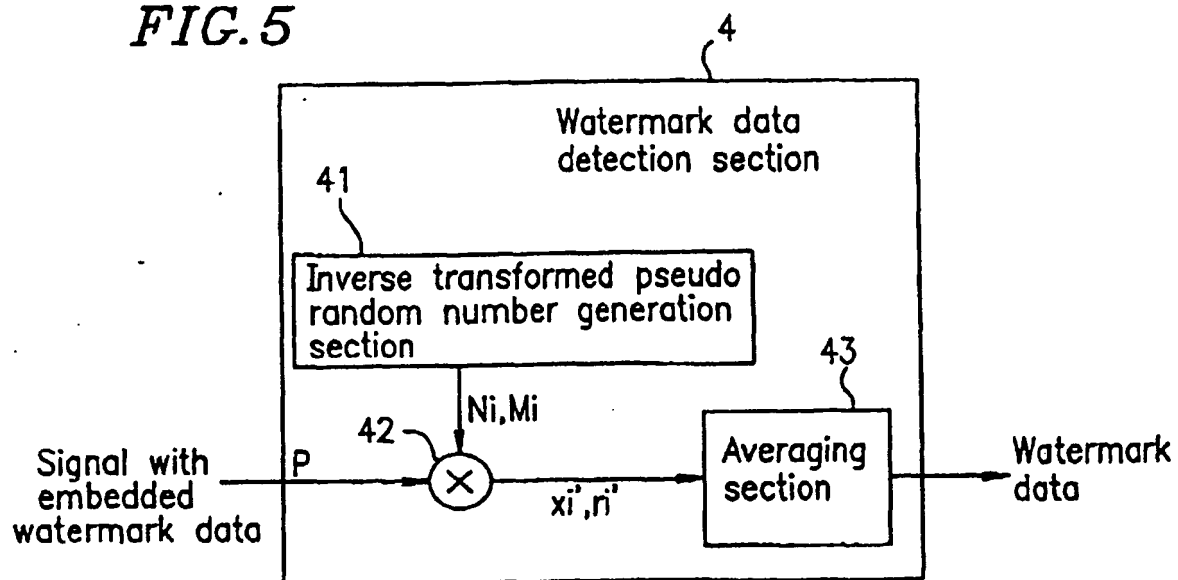 FIG. 5
4
Watermark data
detection section
41
Inverse transformed pseudo
random number generation
section
43
Ni,Mi
42
Signal with
embedded
watermark data
P
×
xi',ri'
Averaging
section
Watermark
data